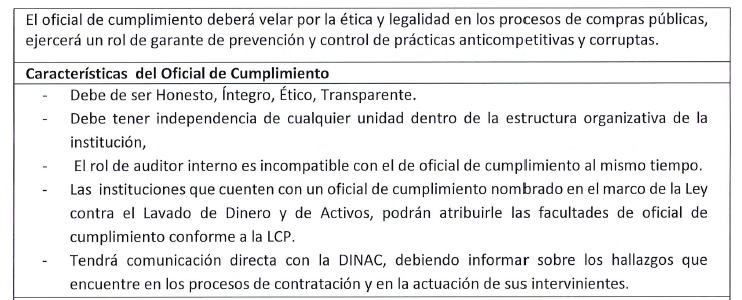 El oficial de cumplimiento deberá velar por la ética y legalidad en los procesos de compras públicas,
ejercerá un rol de garante de prevención y control de prácticas anticompetitivas y corruptas.
Características del Oficial de Cumplimiento
- Debe de ser Honesto, Íntegro, Ético, Transparente.
- Debe tener independencia de cualquier unidad dentro de la estructura organizativa de la
institución,
- El rol de auditor interno es incompatible con el de oficial de cumplimiento al mismo tiempo.
- Las instituciones que cuenten con un oficial de cumplimiento nombrado en el marco de la Ley
contra el Lavado de Dinero y de Activos, podrán atribuirle las facultades de oficial de
cumplimiento conforme a la LCP.
- Tendrá comunicación directa con la DINAC, debiendo informar sobre los hallazgos que
encuentre en los procesos de contratación y en la actuación de sus intervinientes.